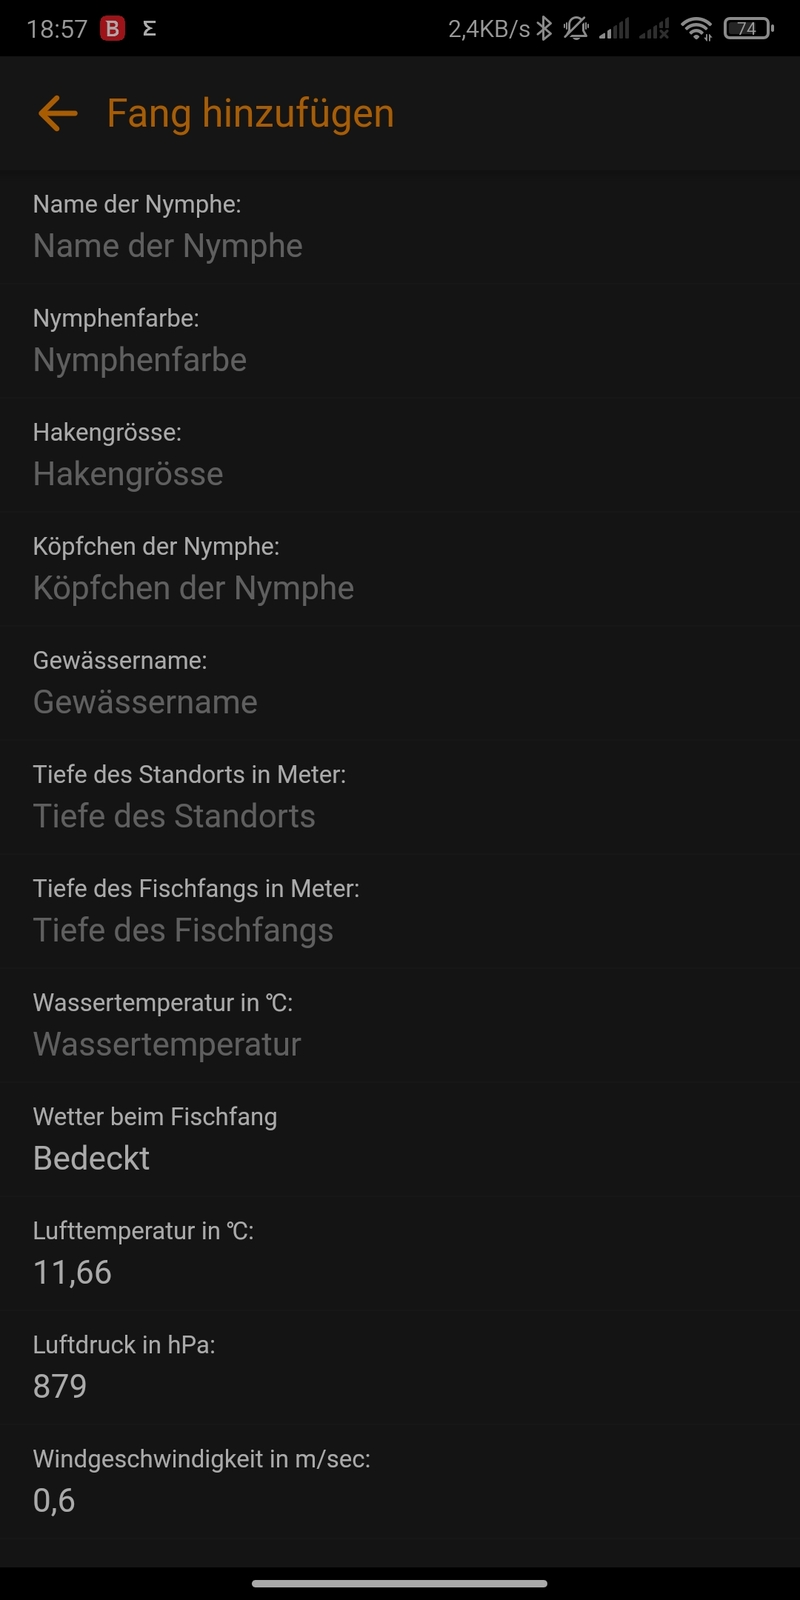 18:57 B Σ 2,4KB/s 74
Fang hinzufügen
Name der Nymphe:
Name der Nymphe
Nymphenfarbe:
Nymphenfarbe
Hakengrösse:
Hakengrösse
Köpfchen der Nymphe:
Köpfchen der Nymphe
Gewässername:
Gewässername
Tiefe des Standorts in Meter:
Tiefe des Standorts
Tiefe des Fischfangs in Meter:
Tiefe des Fischfangs
Wassertemperatur in ℃:
Wassertemperatur
Wetter beim Fischfang
Bedeckt
Lufttemperatur in ℃:
11,66
Luftdruck in hPa:
879
Windgeschwindigkeit in m/sec:
0,6